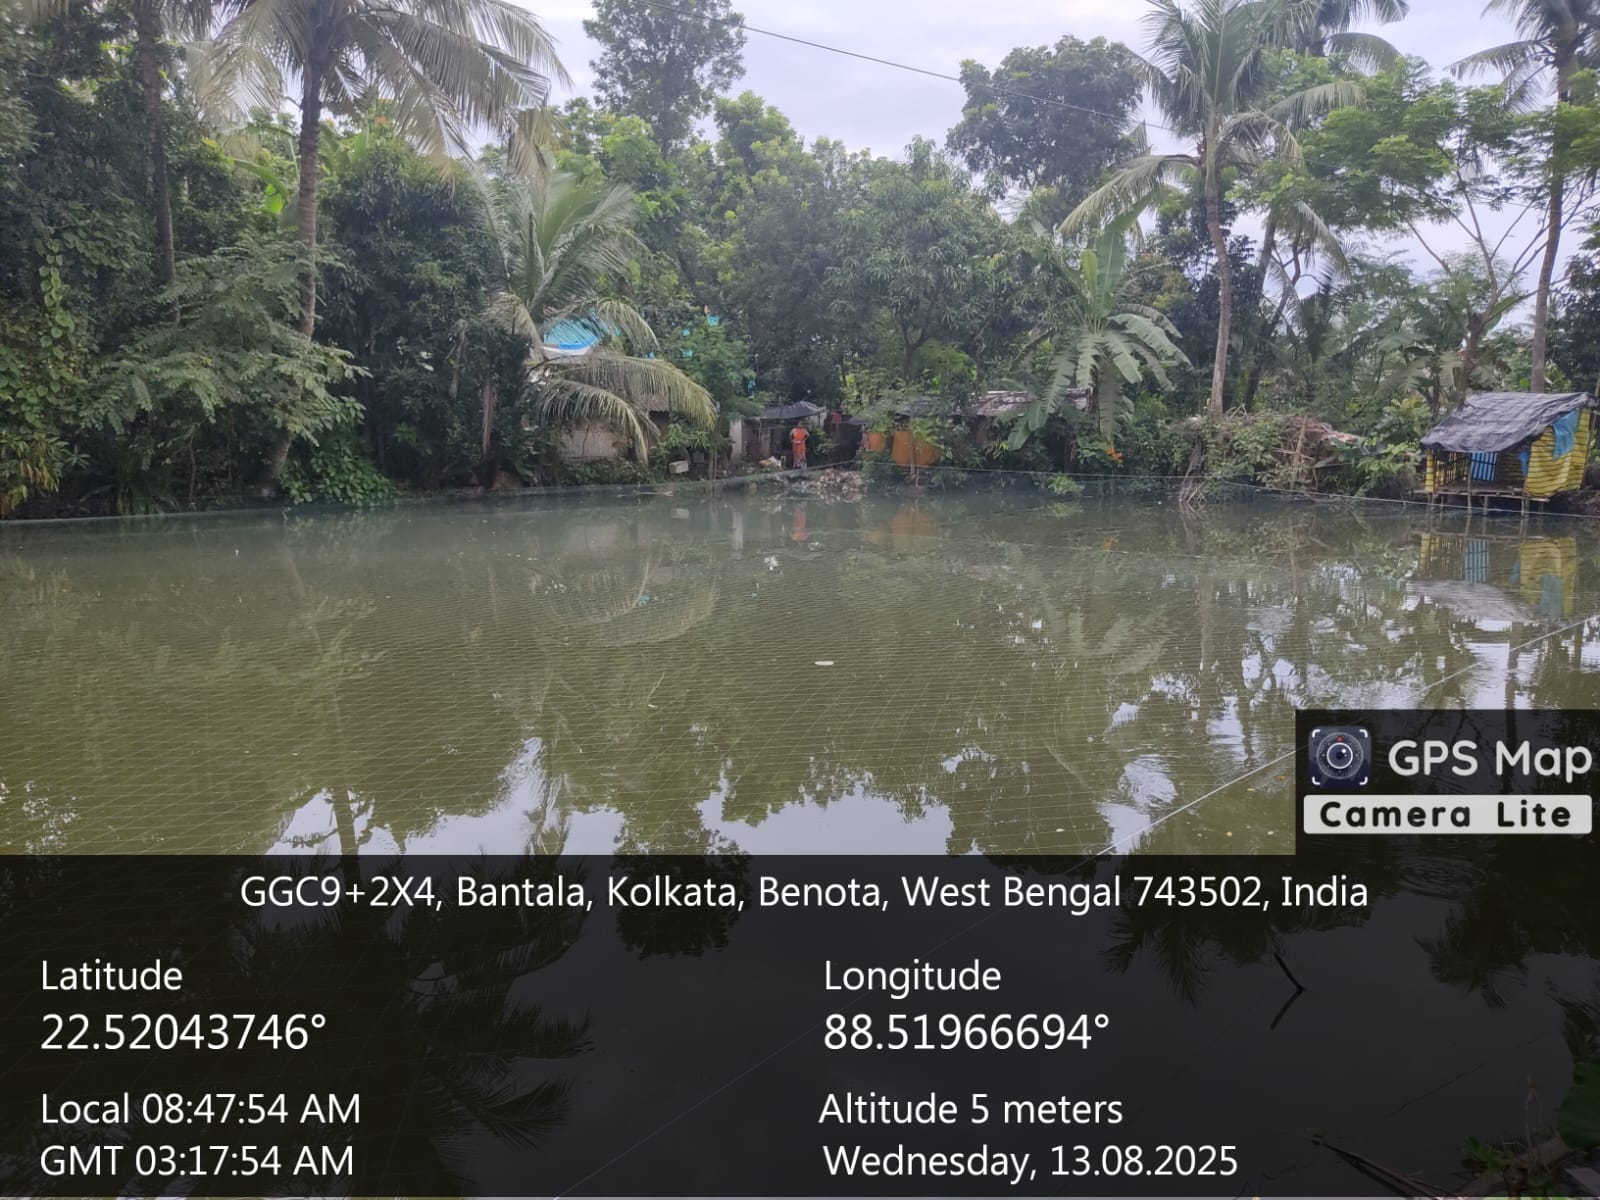 GPS Map
Camera Lite
GGC9+2X4, Bantala, Kolkata, Benota, West Bengal 743502, India
Latitude
22.52043746°
Longitude
88.51966694°
Local 08:47:54 AM
GMT 03:17:54 AM
Altitude 5 meters
Wednesday, 13.08.2025